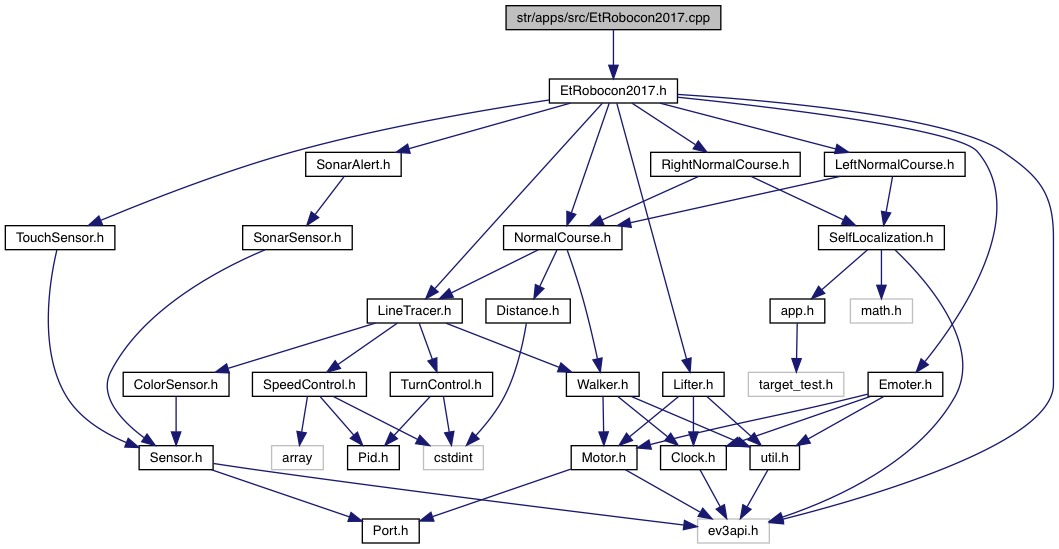 str/apps/src/EtRobocon2017.cpp
EtRobocon2017.h
SonarAlert.h
RightNormalCourse.h
LeftNormalCourse.h
TouchSensor.h
SonarSensor.h
NormalCourse.h
SelfLocalization.h
LineTracer.h
Distance.h
app.h
math.h
ColorSensor.h
SpeedControl.h
TurnControl.h
Walker.h
Lifter.h
target_test.h
Emoter.h
Sensor.h
array
Pid.h
cstdint
Motor.h
Clock.h
util.h
Port.h
ev3api.h